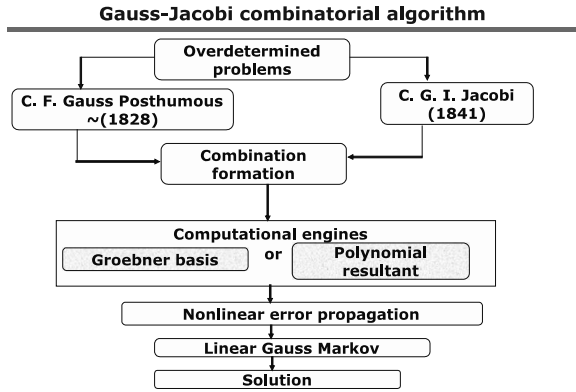 Gauss-Jacobi combinatorial algorithm
Overdetermined
problems
C. F. Gauss Posthumous
~(1828)
C. G. I. Jacobi
(1841)
Combination
formation
Computational engines
Groebner basis
or
Polynomial
resultant
Nonlinear error propagation
Linear Gauss Markov
Solution